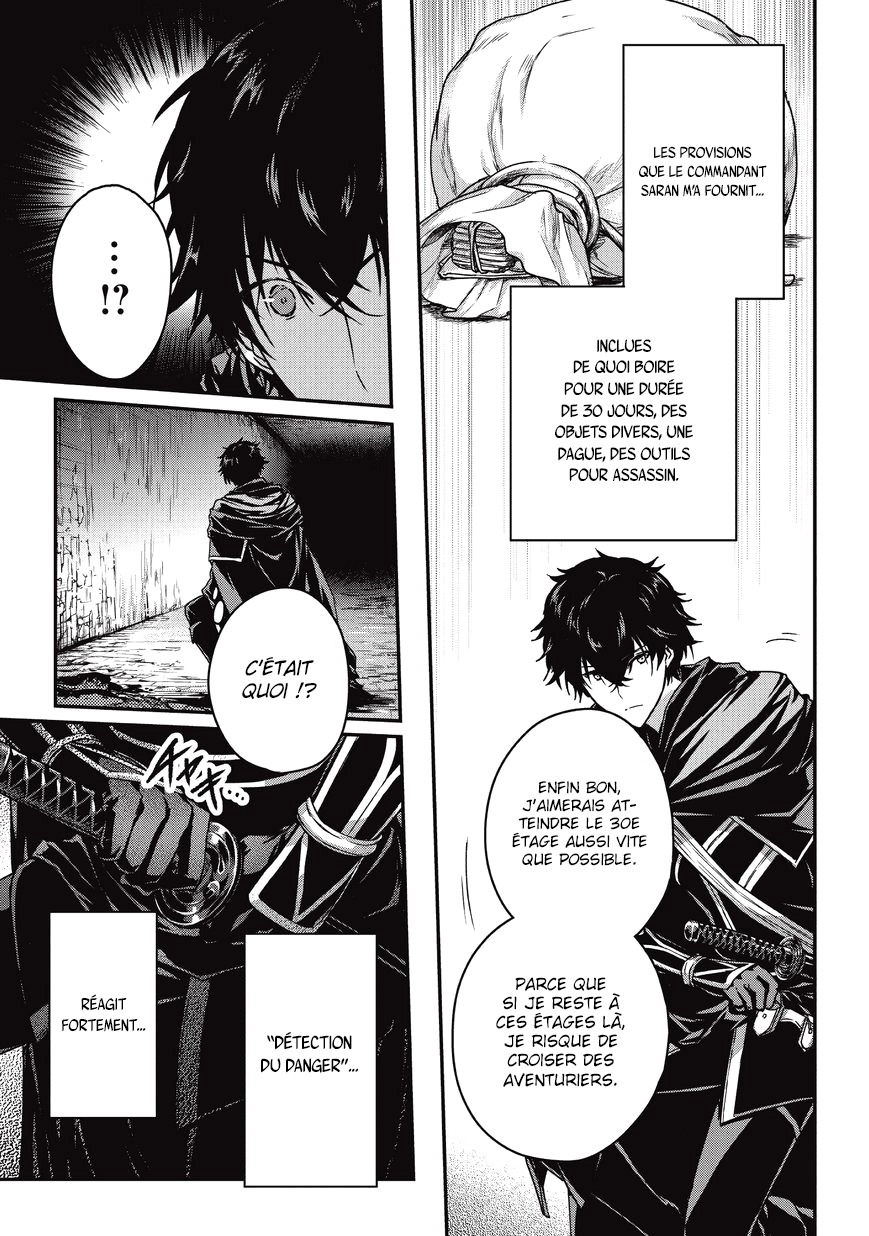 LES PROVISIONS
QUE LE COMMANDANT
SARAN M'A FOURNIT...
INCLUES
DE QUOI BOIRE
POUR UNE DURÉE
DE 30 JOURS, DES
OBJETS DIVERS, UNE
DAGUE, DES OUTILS
POUR ASSASSIN.
ENFIN BON,
J'AIMERAIS AT-
TEINDRE LE 30E
ÉTAGE AUSSI VITE
QUE POSSIBLE.
PARCE QUE
SI JE RESTE À
CES ÉTAGES LÀ,
JE RISQUE DE
CROISER DES
AVENTURIERS.
...
!?
C'ÉTAIT
QUOI !?
チャキ...
"DÉTECTION
DU DANGER"...
RÉAGIT
FORTEMENT...